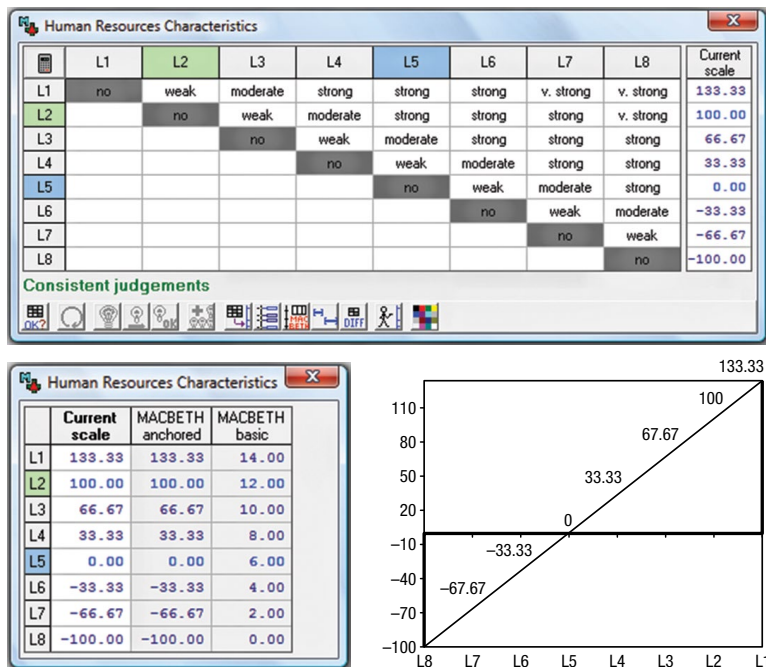 Human Resources Characteristics
L1 L2 L3 L4 L5 L6 L7 L8 Current scale
L1 no weak moderate strong strong strong v. strong v. strong 133.33
L2 no weak moderate strong strong strong v. strong 100.00
L3 no weak moderate strong strong strong 66.67
L4 no weak moderate strong strong 33.33
L5 no weak moderate strong 0.00
L6 no weak moderate -33.33
L7 no weak -66.67
L8 no -100.00
Consistent judgements
OK? OK MAC BETH DIFF
Human Resources Characteristics
Current scale MACBETH anchored MACBETH basic
L1 133.33 133.33 14.00
L2 100.00 100.00 12.00
L3 66.67 66.67 10.00
L4 33.33 33.33 8.00
L5 0.00 0.00 6.00
L6 -33.33 -33.33 4.00
L7 -66.67 -66.67 2.00
L8 -100.00 -100.00 0.00
133.33
110
100
80
67.67
50
33.33
20
0
–10
–33.33
–40
–67.67
–70
–100
L8 L7 L6 L5 L4 L3 L2 L1